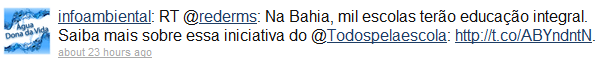 Água
Dona da Vida
infoambiental: RT @rederms: Na Bahia, mil escolas terão educação integral.
Saiba mais sobre essa iniciativa do @Todospelaescola: http://t.co/ABYndntN.
about 23 hours ago